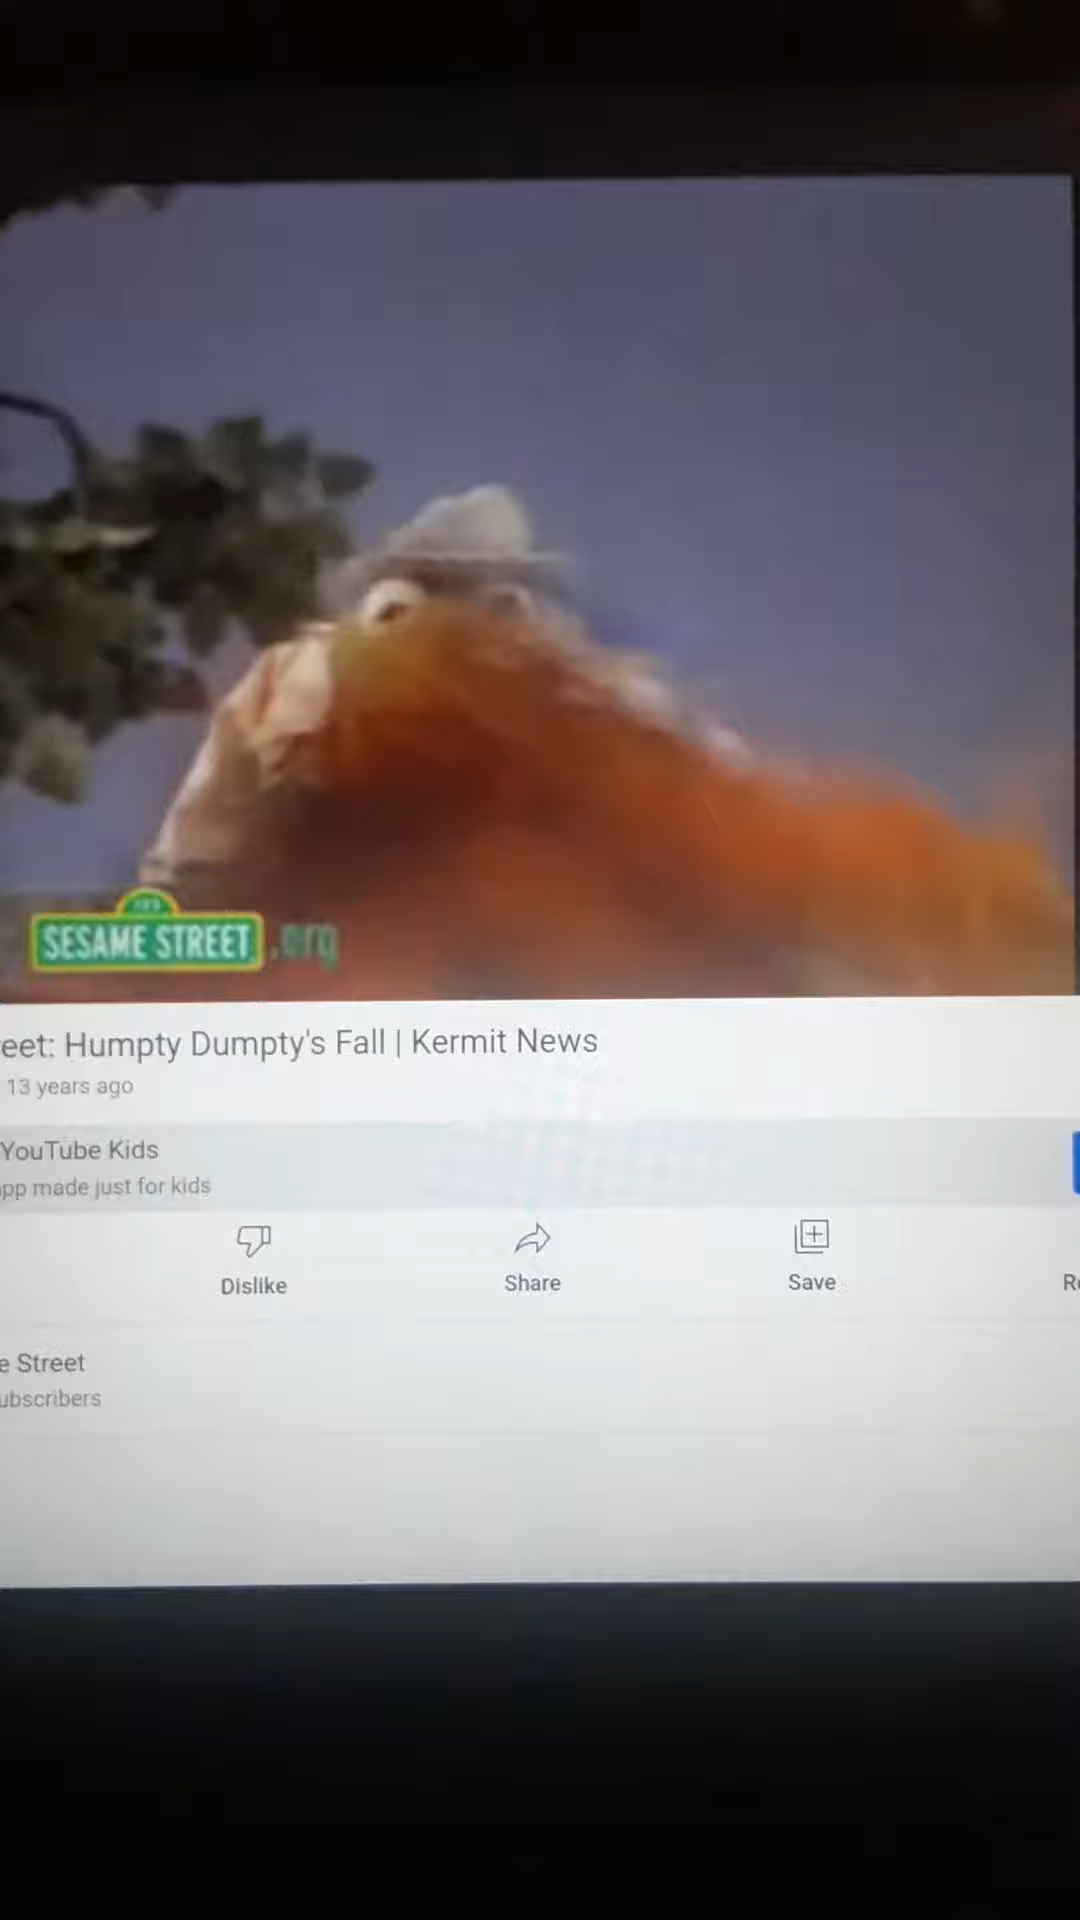 SESAME STREET.org
eet: Humpty Dumpty's Fall | Kermit News
13 years ago
YouTube Kids
pp made just for kids
Dislike
Share
Save
R
e Street
ubscribers